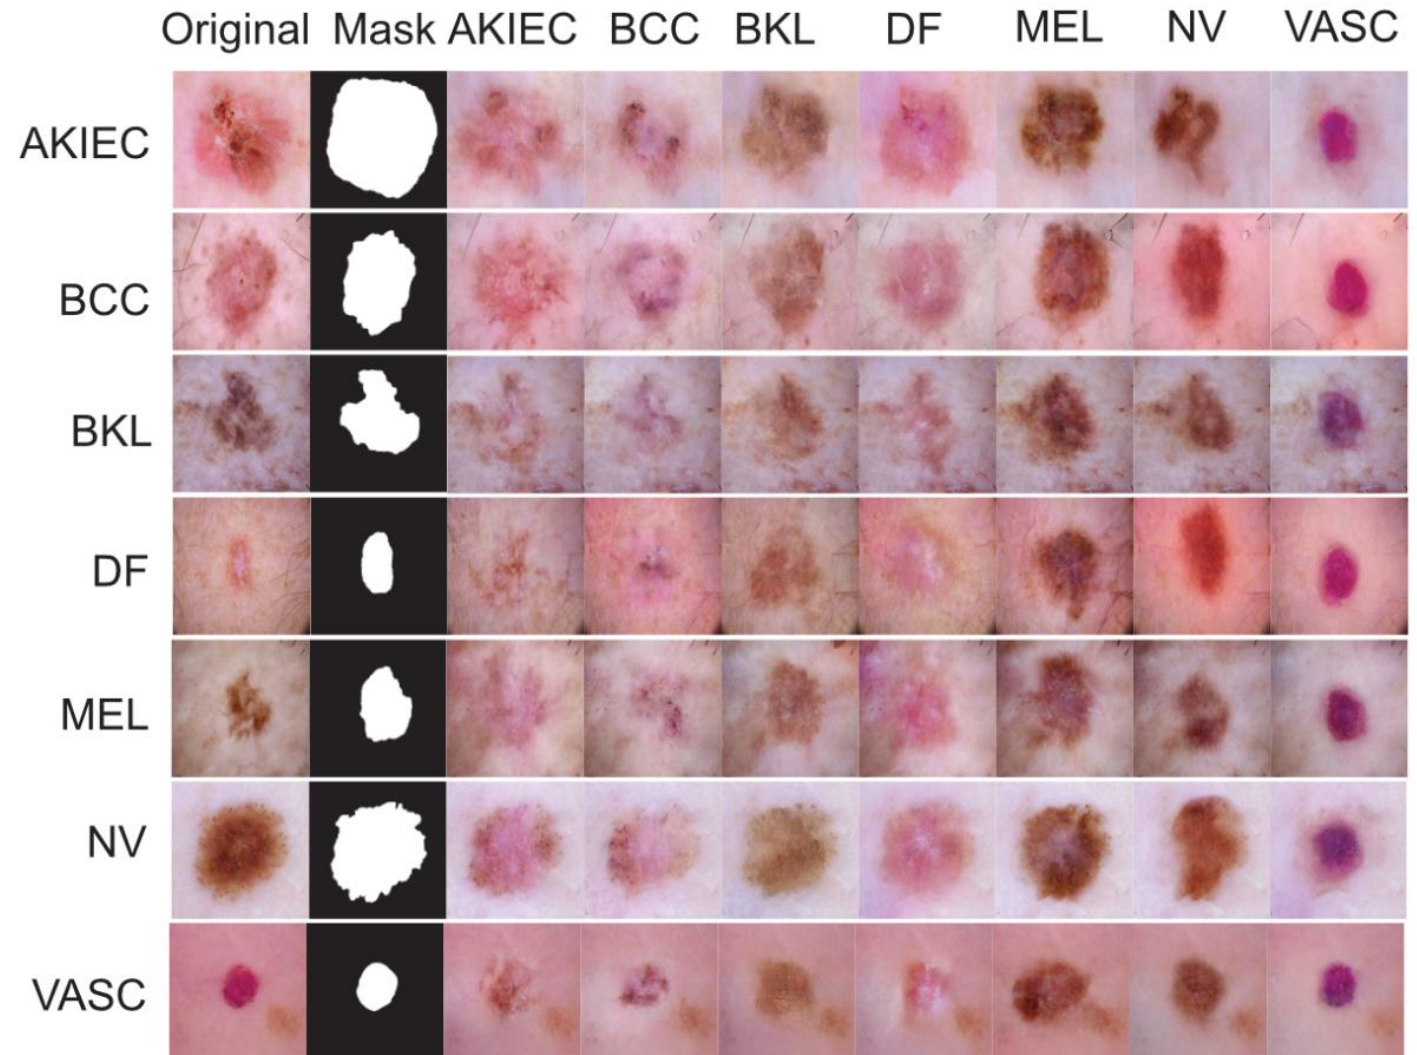 Original Mask AKIEC BCC BKL DF MEL NV VASC
AKIEC
BCC
BKL
DF
MEL
NV
VASC